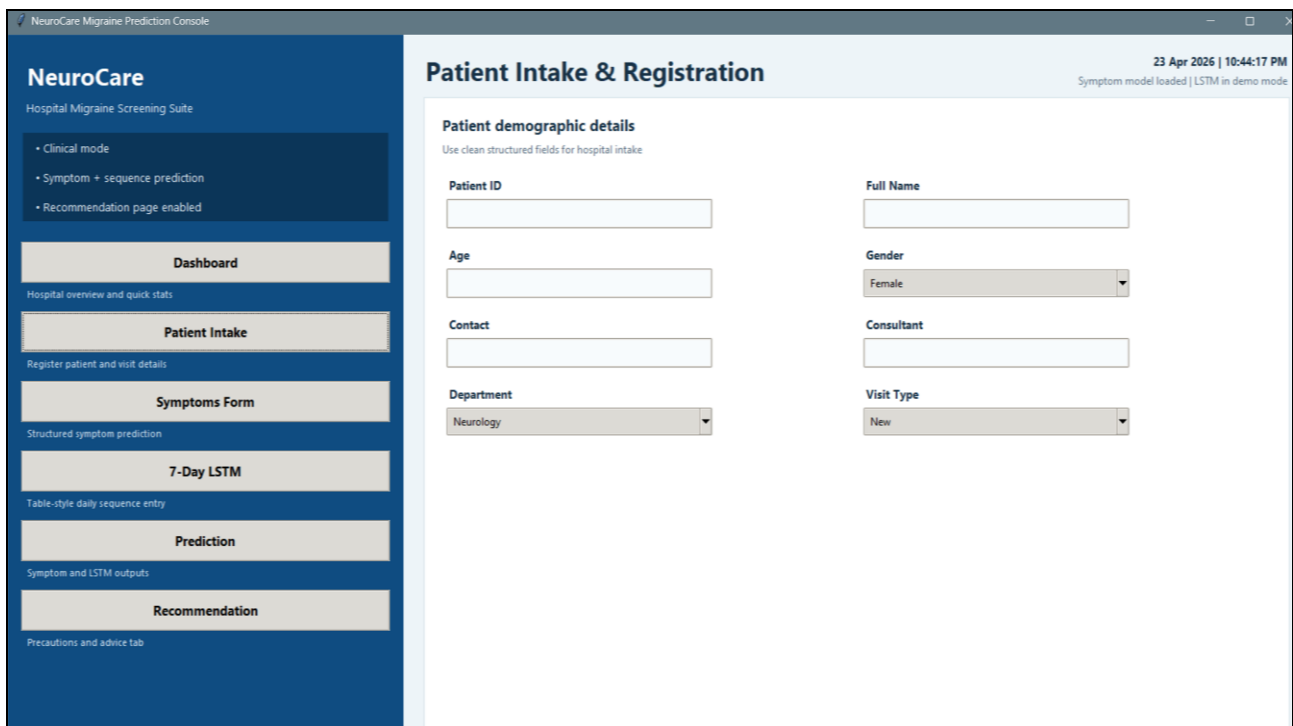 NeuroCare Migraine Prediction Console
NeuroCare
Hospital Migraine Screening Suite
• Clinical mode
• Symptom + sequence prediction
• Recommendation page enabled
Dashboard
Hospital overview and quick stats
Patient Intake
Register patient and visit details
Symptoms Form
Structured symptom prediction
7-Day LSTM
Table-style daily sequence entry
Prediction
Symptom and LSTM outputs
Recommendation
Precautions and advice tab
Patient Intake & Registration
23 Apr 2026 | 10:44:17 PM
Symptom model loaded | LSTM in demo mode
Patient demographic details
Use clean structured fields for hospital intake
Patient ID
Full Name
Age
Gender
Female
Contact
Consultant
Department
Visit Type
Neurology
New